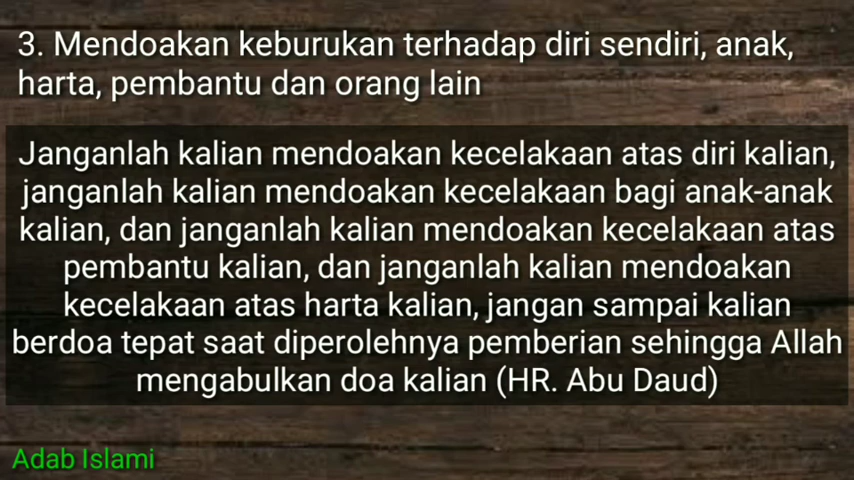 3. Mendoakan keburukan terhadap diri sendiri, anak,
harta, pembantu dan orang lain
Janganlah kalian mendoakan kecelakaan atas diri kalian,
janganlah kalian mendoakan kecelakaan bagi anak-anak
kalian, dan janganlah kalian mendoakan kecelakaan atas
pembantu kalian, dan janganlah kalian mendoakan
kecelakaan atas harta kalian, jangan sampai kalian
berdoa tepat saat diperolehnya pemberian sehingga Allah
mengabulkan doa kalian (HR. Abu Daud)
Adab Islami